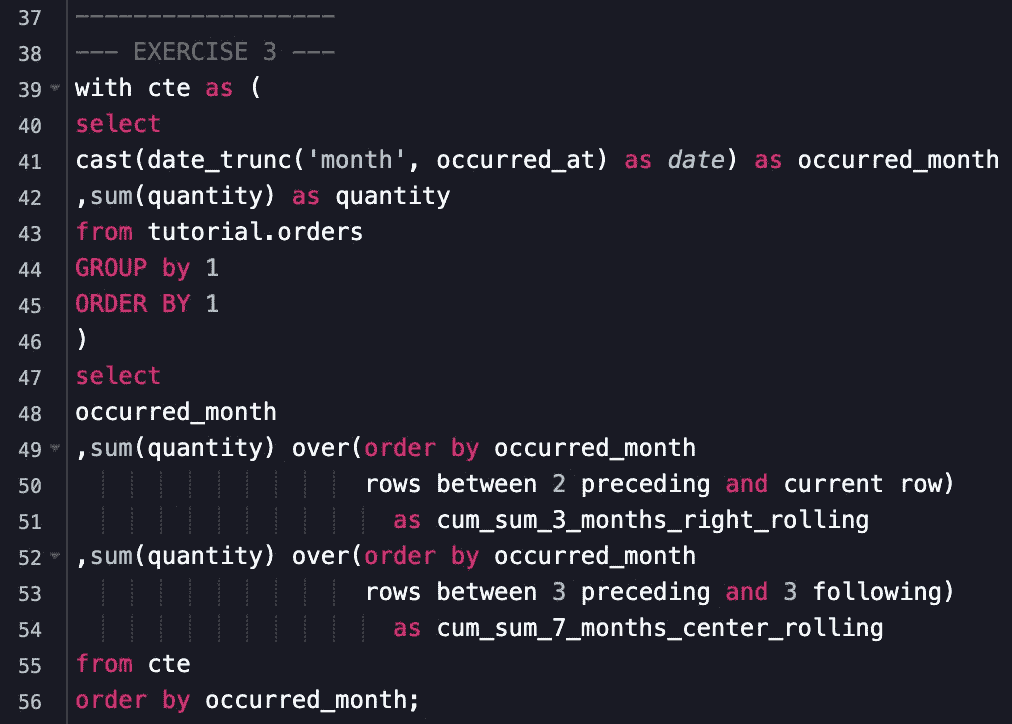 37 ------------------
38 --- EXERCISE 3 ---
39 with cte as (
40 select
41 cast(date_trunc('month', occurred_at) as date) as occurred_month
42 ,sum(quantity) as quantity
43 from tutorial.orders
44 GROUP by 1
45 ORDER BY 1
46 )
47 select
48 occurred_month
49 ,sum(quantity) over(order by occurred_month
50                     rows between 2 preceding and current row)
51                       as cum_sum_3_months_right_rolling
52 ,sum(quantity) over(order by occurred_month
53                     rows between 3 preceding and 3 following)
54                       as cum_sum_7_months_center_rolling
55 from cte
56 order by occurred_month;